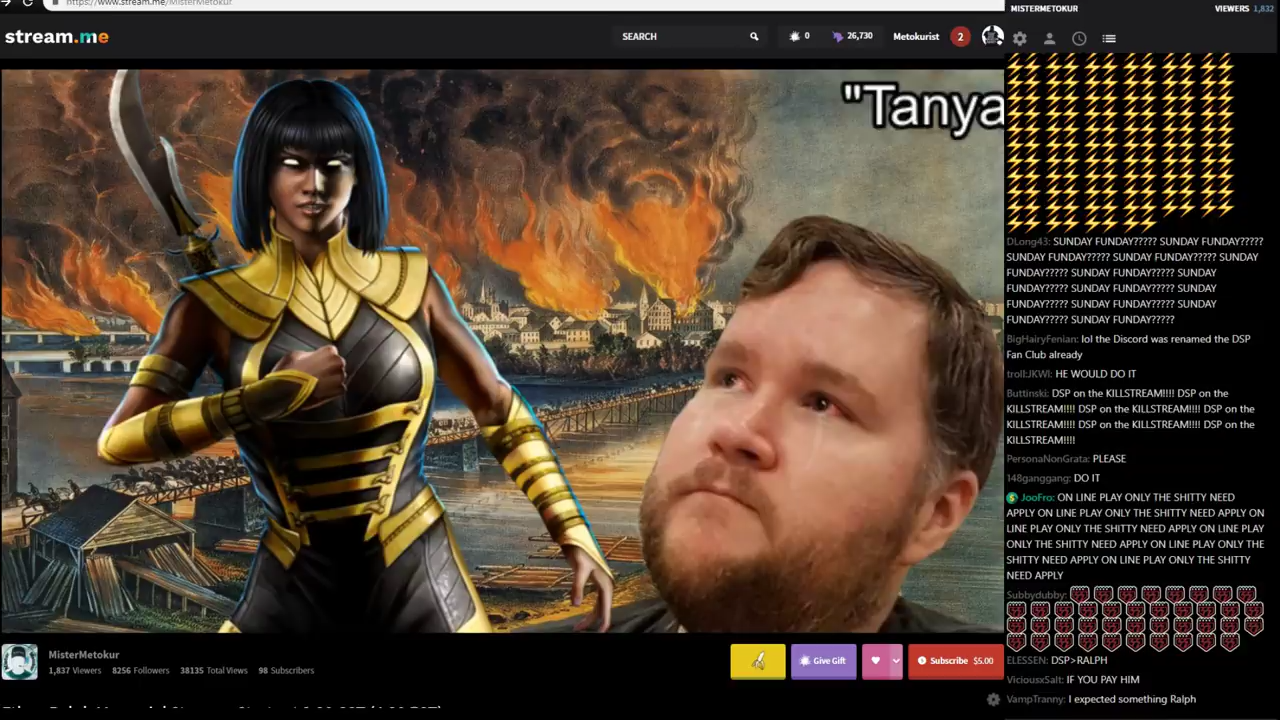 https://www.stream.me/MisterMetokur
MISTERMETOKUR
VIEWERS 1,832
stream.me
SEARCH
0
26,730
Metokurist
2
"Tanya
DLong43: SUNDAY FUNDAY????? SUNDAY FUNDAY?????
SUNDAY FUNDAY????? SUNDAY FUNDAY????? SUNDAY
FUNDAY????? SUNDAY FUNDAY????? SUNDAY
FUNDAY????? SUNDAY FUNDAY????? SUNDAY
FUNDAY????? SUNDAY FUNDAY????? SUNDAY
FUNDAY????? SUNDAY FUNDAY?????
BigHairyFenian: lol the Discord was renamed the DSP
Fan Club already
troll:JKWI: HE WOULD DO IT
Buttinski: DSP on the KILLSTREAM!!!! DSP on the
KILLSTREAM!!!! DSP on the KILLSTREAM!!!! DSP on the
KILLSTREAM!!!! DSP on the KILLSTREAM!!!! DSP on the
KILLSTREAM!!!!
PersonaNonGrata: PLEASE
148ganggang: DO IT
JooFro: ON LINE PLAY ONLY THE SHITTY NEED
APPLY ON LINE PLAY ONLY THE SHITTY NEED APPLY ON
LINE PLAY ONLY THE SHITTY NEED APPLY ON LINE PLAY
ONLY THE SHITTY NEED APPLY ON LINE PLAY ONLY
THE SHITTY NEED APPLY ON LINE PLAY ONLY THE SHITTY
NEED APPLY
Subbydubby:
ELESSEN: DSP>RALPH
ViciousxSalt: IF YOU PAY HIM
VampTranny: I expected something Ralph
MisterMetokur
1,837 Viewers 8256 Followers 38135 Total Views 98 Subscribers
Give Gift
Subscribe $5.00